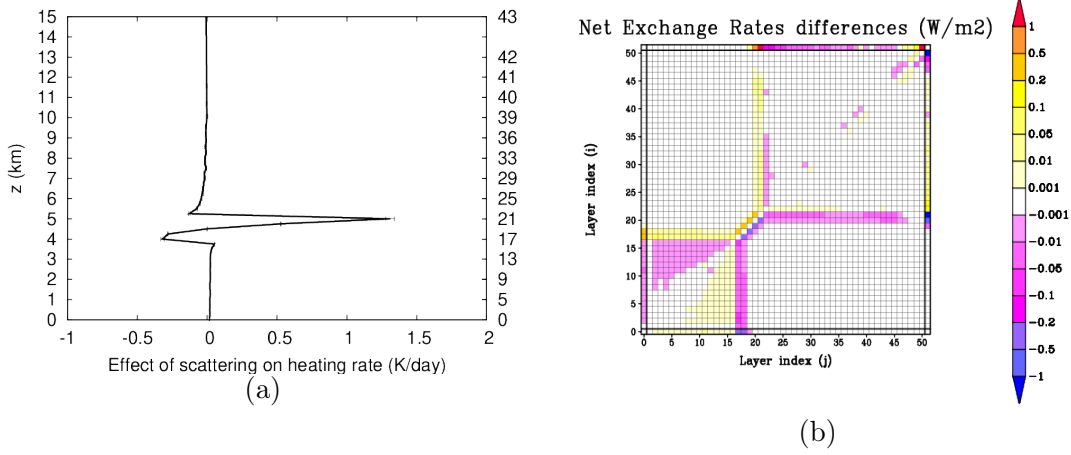 15 14 13 12 11 10 9 8 7 6 5 4 3 2 1 0
z (km)
43 42 41 40 39 36 33 29 25 21 17 13 9 5 0
-1 -0.5 0 0.5 1 1.5 2
Effect of scattering on heating rate (K/day)
(a)
Net Exchange Rates differences (W/m2)
50 45 40 35 30 25 20 15 10 5 0
Layer index (i)
0 5 10 15 20 25 30 35 40 45 50
Layer index (j)
1
0.5
0.2
0.1
0.05
0.01
0.001
-0.001
-0.01
-0.05
-0.1
-0.2
-0.5
-1
(b)